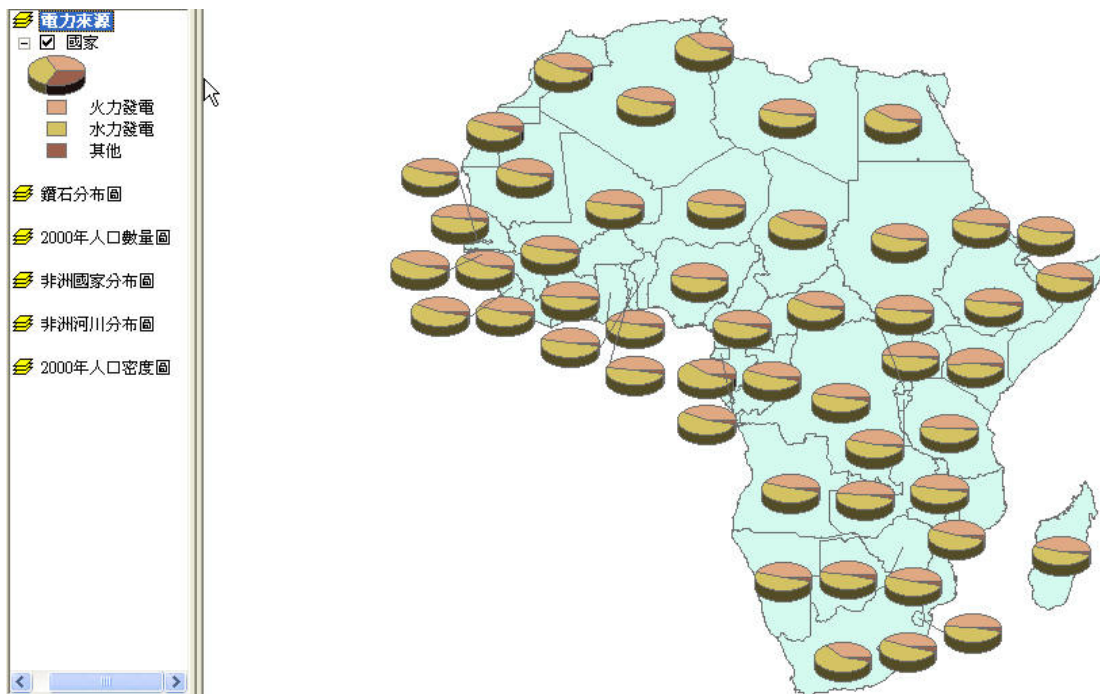 電力來源
國家
火力發電
水力發電
其他
鑽石分布圖
2000年人口數量圖
非洲國家分布圖
非洲河川分布圖
2000年人口密度圖